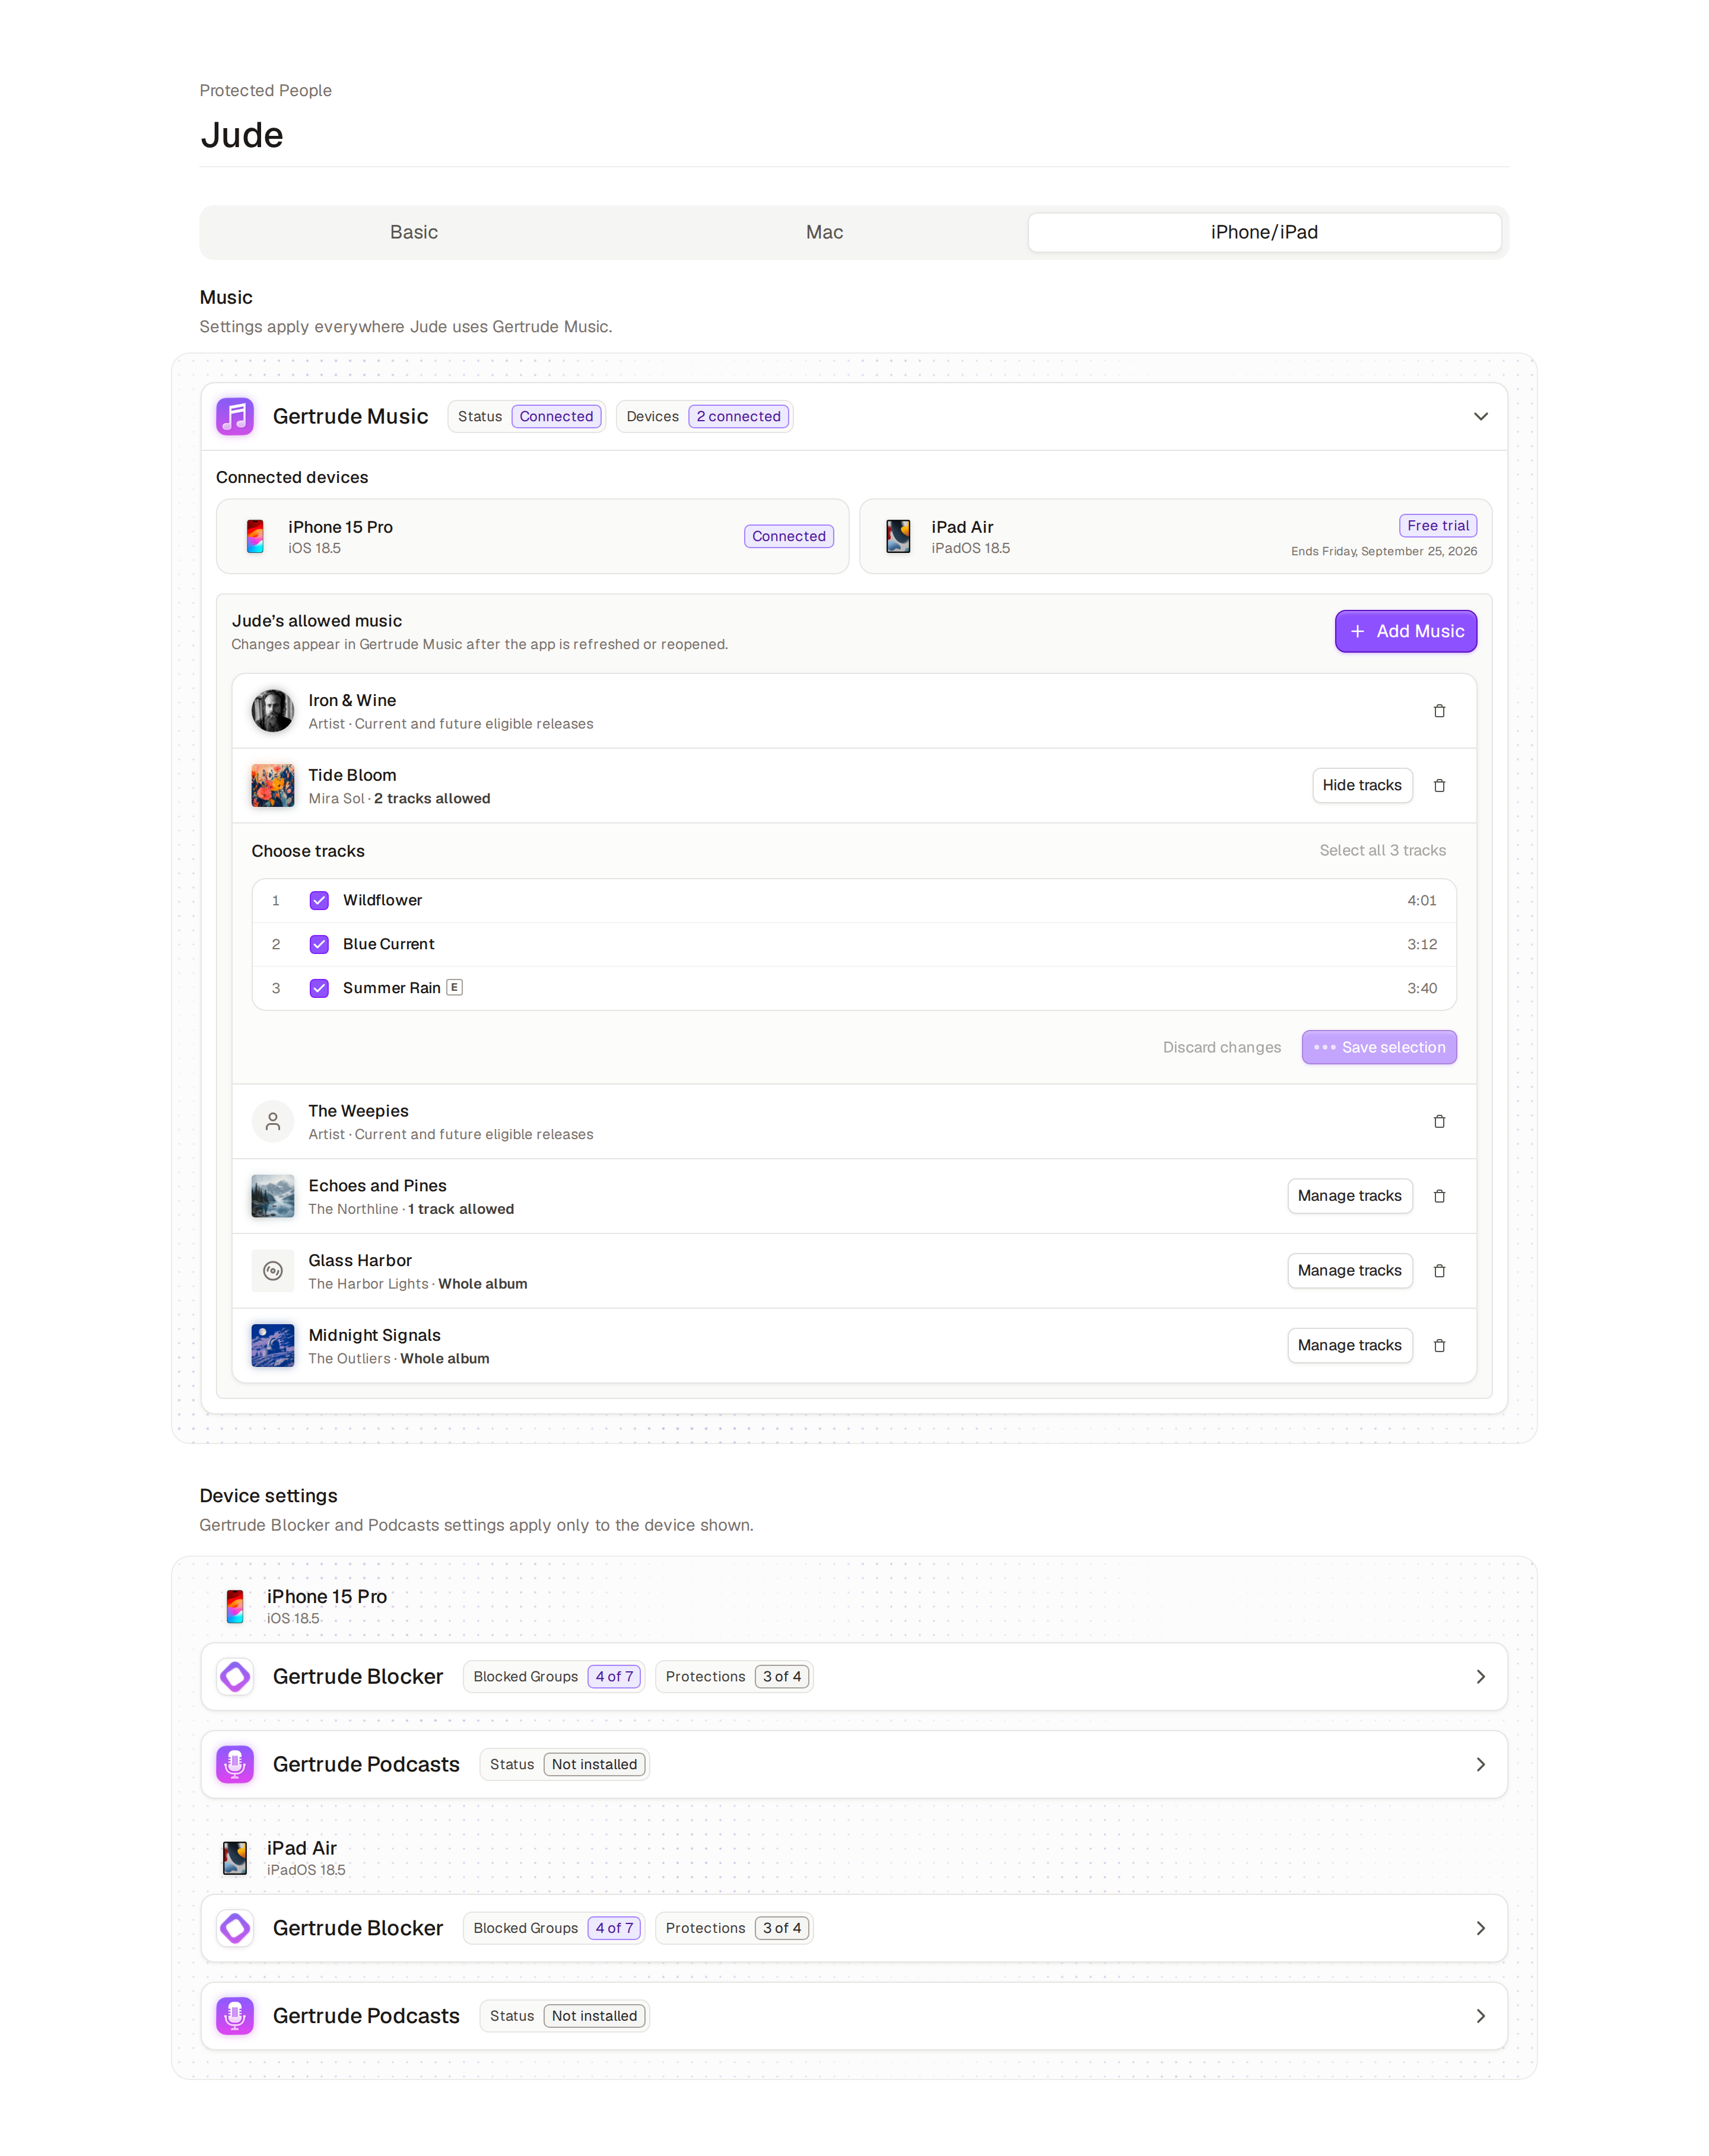 Protected People
Jude
Basic
Mac
iPhone/iPad
Music
Settings apply everywhere Jude uses Gertrude Music.
Gertrude Music
Status Connected
Devices 2 connected
Connected devices
iPhone 15 Pro
iOS 18.5
Connected
iPad Air
iPadOS 18.5
Free trial
Ends Friday, September 25, 2026
Jude’s allowed music
Changes appear in Gertrude Music after the app is refreshed or reopened.
Add Music
Iron & Wine
Artist · Current and future eligible releases
Tide Bloom
Mira Sol · 2 tracks allowed
Hide tracks
Choose tracks
Select all 3 tracks
1 Wildflower 4:01
2 Blue Current 3:12
3 Summer Rain E 3:40
Discard changes
Save selection
The Weepies
Artist · Current and future eligible releases
Echoes and Pines
The Northline · 1 track allowed
Manage tracks
Glass Harbor
The Harbor Lights · Whole album
Manage tracks
Midnight Signals
The Outliers · Whole album
Manage tracks
Device settings
Gertrude Blocker and Podcasts settings apply only to the device shown.
iPhone 15 Pro
iOS 18.5
Gertrude Blocker
Blocked Groups 4 of 7
Protections 3 of 4
Gertrude Podcasts
Status Not installed
iPad Air
iPadOS 18.5
Gertrude Blocker
Blocked Groups 4 of 7
Protections 3 of 4
Gertrude Podcasts
Status Not installed